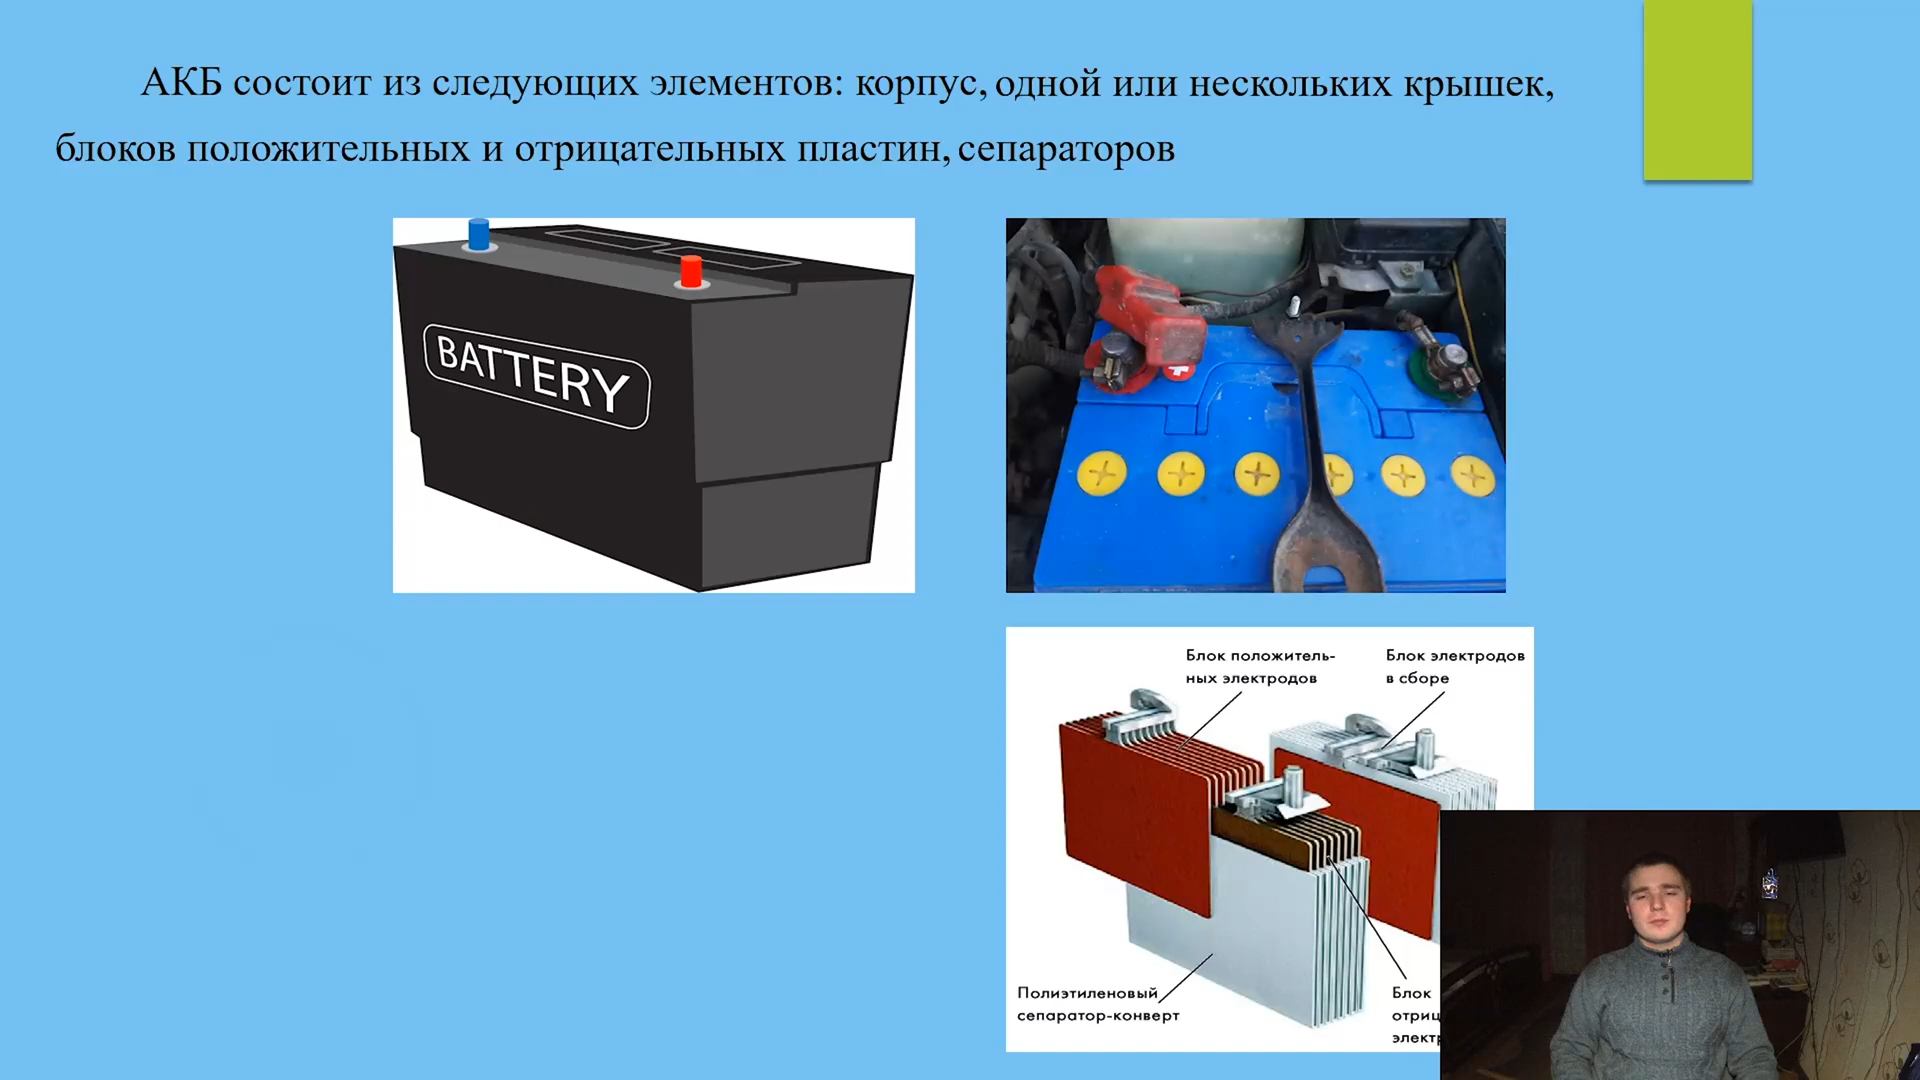 АКБ состоит из следующих элементов: корпус, одной или нескольких крышек,
блоков положительных и отрицательных пластин, сепараторов
BATTERY
Блок положитель-
ных электродов
Блок электродов
в сборе
Полиэтиленовый
сепаратор-конверт
Блок